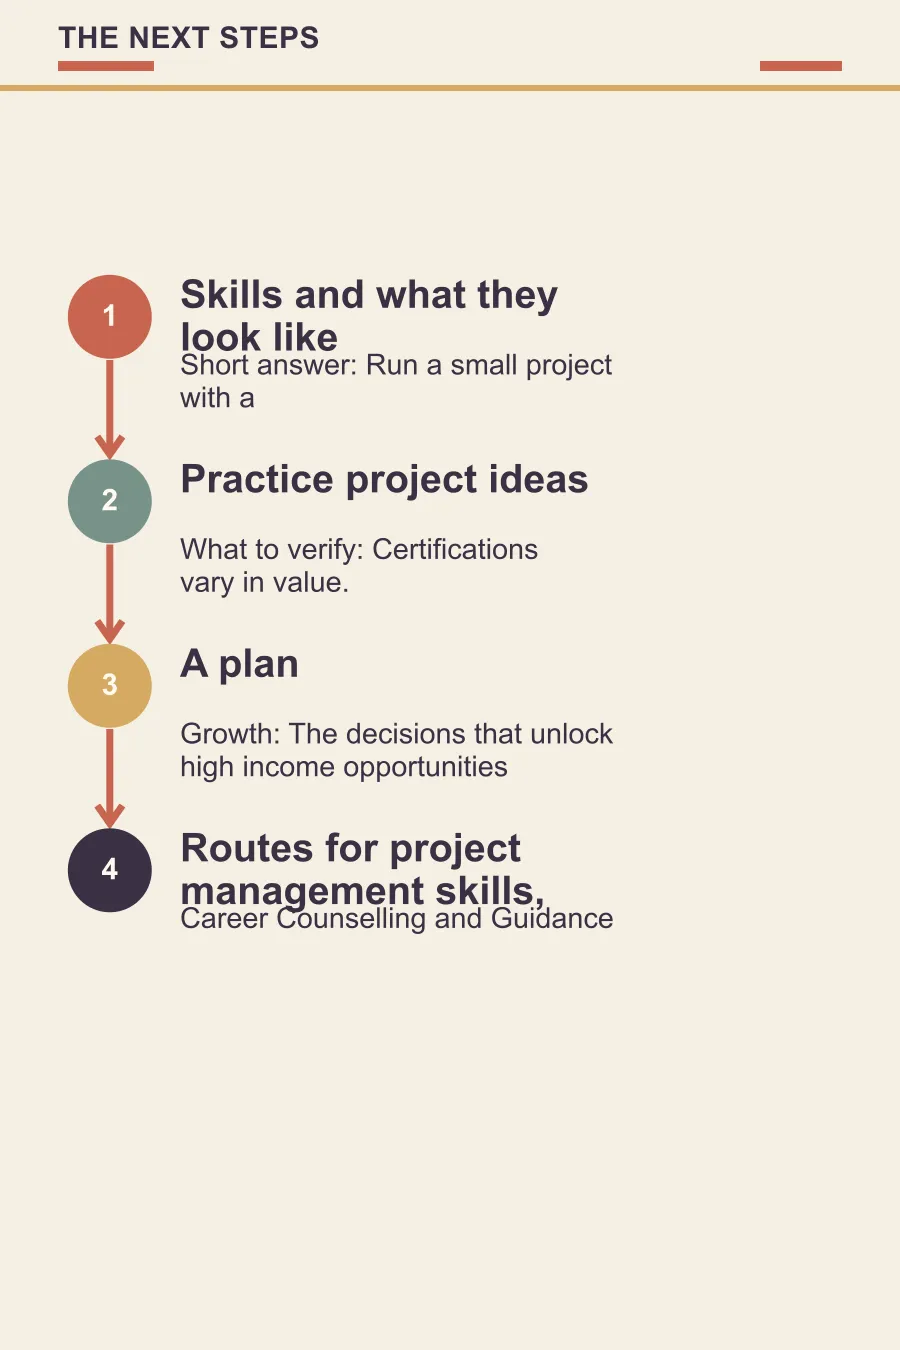 THE NEXT STEPS
1
Skills and what they
look like
Short answer: Run a small project
with a
2
Practice project ideas
What to verify: Certifications
vary in value.
3
A plan
Growth: The decisions that unlock
high income opportunities
4
Routes for project
management skills,
Career Counselling and Guidance